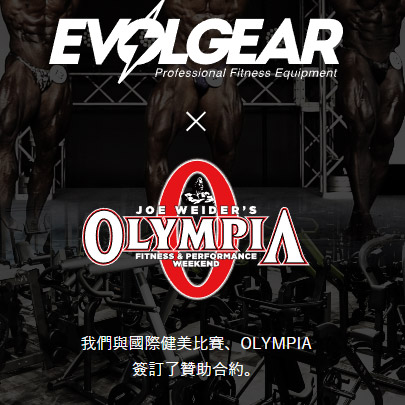 EVOLGEAR
Professional Fitness Equipment
×
JOE WEIDER'S
OLYMPIA
FITNESS & PERFORMANCE
WEEKEND
我們與國際健美比賽、OLYMPIA
簽訂了贊助合約。